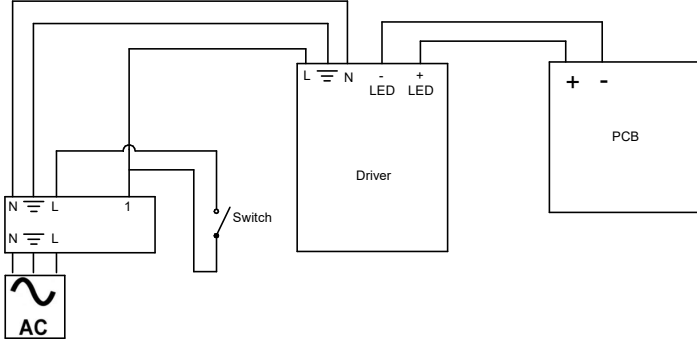 L N - +
LED LED
+ -
PCB
Driver
N L 1
Switch
N L
AC